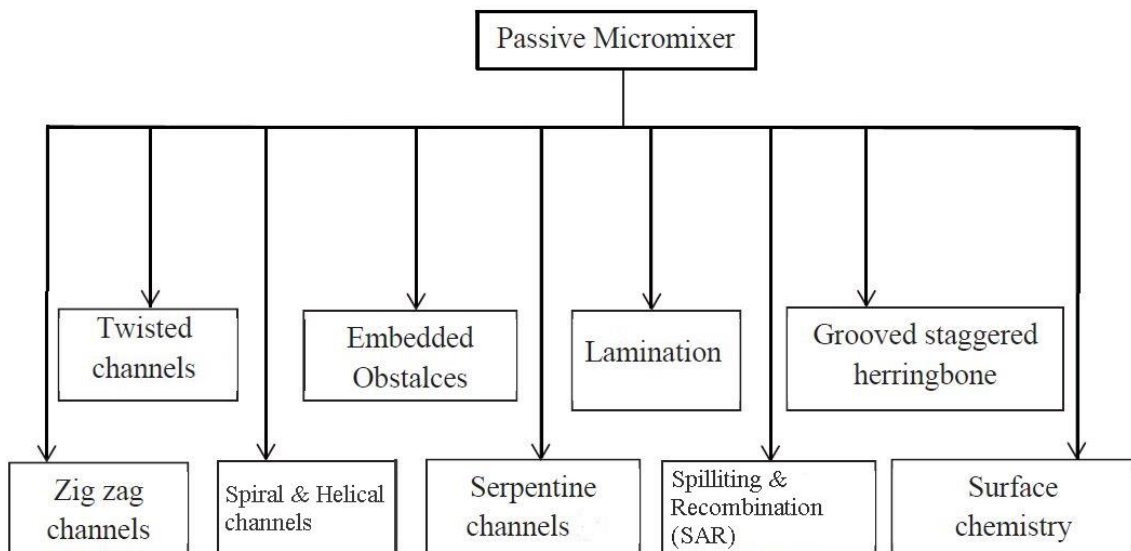 Passive Micromixer
Twisted
channels
Embedded
Obstalces
Lamination
Grooved staggered
herringbone
Zig zag
channels
Spiral & Helical
channels
Serpentine
channels
Spilliting &
Recombination
(SAR)
Surface
chemistry